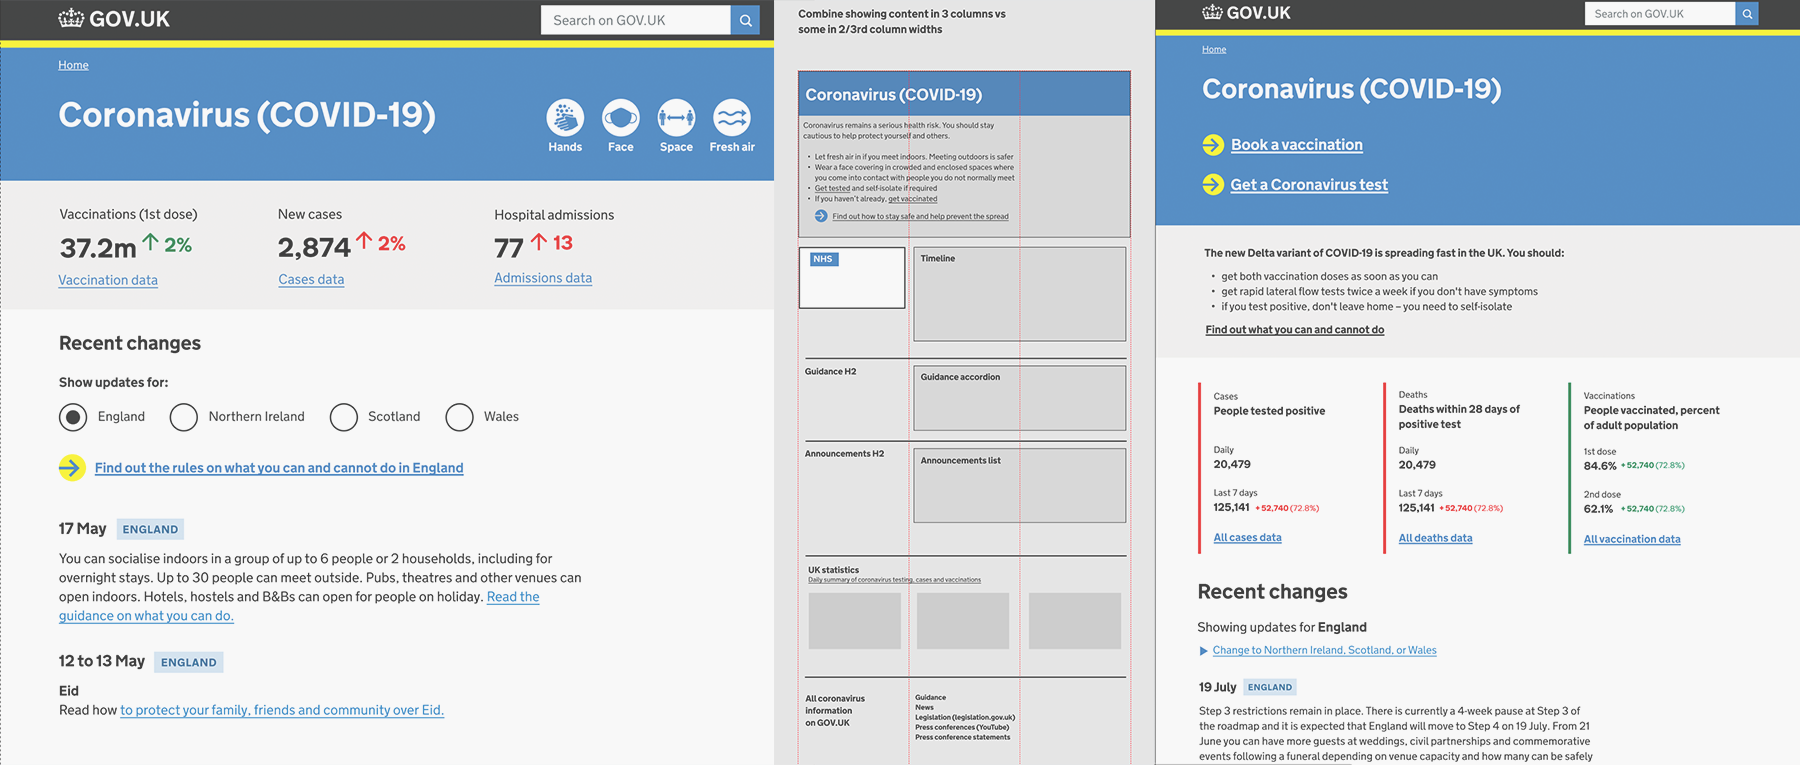 GOV.UK
Search on GOV.UK
Home
Coronavirus (COVID-19)
Hands
Face
Space
Fresh air
Vaccinations (1st dose)
37.2m 2%
Vaccination data
New cases
2,874 2%
Cases data
Hospital admissions
77 13
Admissions data
Recent changes
Show updates for:
England
Northern Ireland
Scotland
Wales
Find out the rules on what you can and cannot do in England
17 May ENGLAND
You can socialise indoors in a group of up to 6 people or 2 households, including for
overnight stays. Up to 30 people can meet outside. Pubs, theatres and other venues can
open indoors. Hotels, hostels and B&Bs can open for people on holiday. Read the
guidance on what you can do.
12 to 13 May ENGLAND
Eid
Read how to protect your family, friends and community over Eid.
Combine showing content in 3 columns vs
some in 2/3rd column widths
Coronavirus (COVID-19)
Coronavirus remains a serious health risk. You should stay
cautious to help protect yourself and others.
• Let fresh air in if you meet indoors. Meeting outdoors is safer
• Wear a face covering in crowded and enclosed spaces where
you come into contact with people you do not normally meet
• Get tested and self-isolate if required
• If you haven't already, get vaccinated
Find out how to stay safe and help prevent the spread
NHS
Timeline
Guidance H2
Guidance accordion
Announcements H2
Announcements list
UK statistics
Daily summary of coronavirus testing, cases and vaccinations
All coronavirus
information
on GOV.UK
Guidance
News
Legislation (legislation.gov.uk)
Press conferences (YouTube)
Press conference statements
GOV.UK
Search on GOV.UK
Home
Coronavirus (COVID-19)
Book a vaccination
Get a Coronavirus test
The new Delta variant of COVID-19 is spreading fast in the UK. You should:
• get both vaccination doses as soon as you can
• get rapid lateral flow tests twice a week if you don't have symptoms
• if you test positive, don't leave home – you need to self-isolate
Find out what you can and cannot do
Cases
People tested positive
Daily
20,479
Last 7 days
125,141 +52,740 (72.8%)
All cases data
Deaths
Deaths within 28 days of
positive test
Daily
20,479
Last 7 days
125,141 +52,740 (72.8%)
All deaths data
Vaccinations
People vaccinated, percent
of adult population
1st dose
84.6% +52,740 (72.8%)
2nd dose
62.1% +52,740 (72.8%)
All vaccination data
Recent changes
Showing updates for England
Change to Northern Ireland, Scotland, or Wales
19 July ENGLAND
Step 3 restrictions remain in place. There is currently a 4-week pause at Step 3 of
the roadmap and it is expected that England will move to Step 4 on 19 July. From 21
June you can have more guests at weddings, civil partnerships and commemorative
events following a funeral depending on venue capacity and how many can be safely